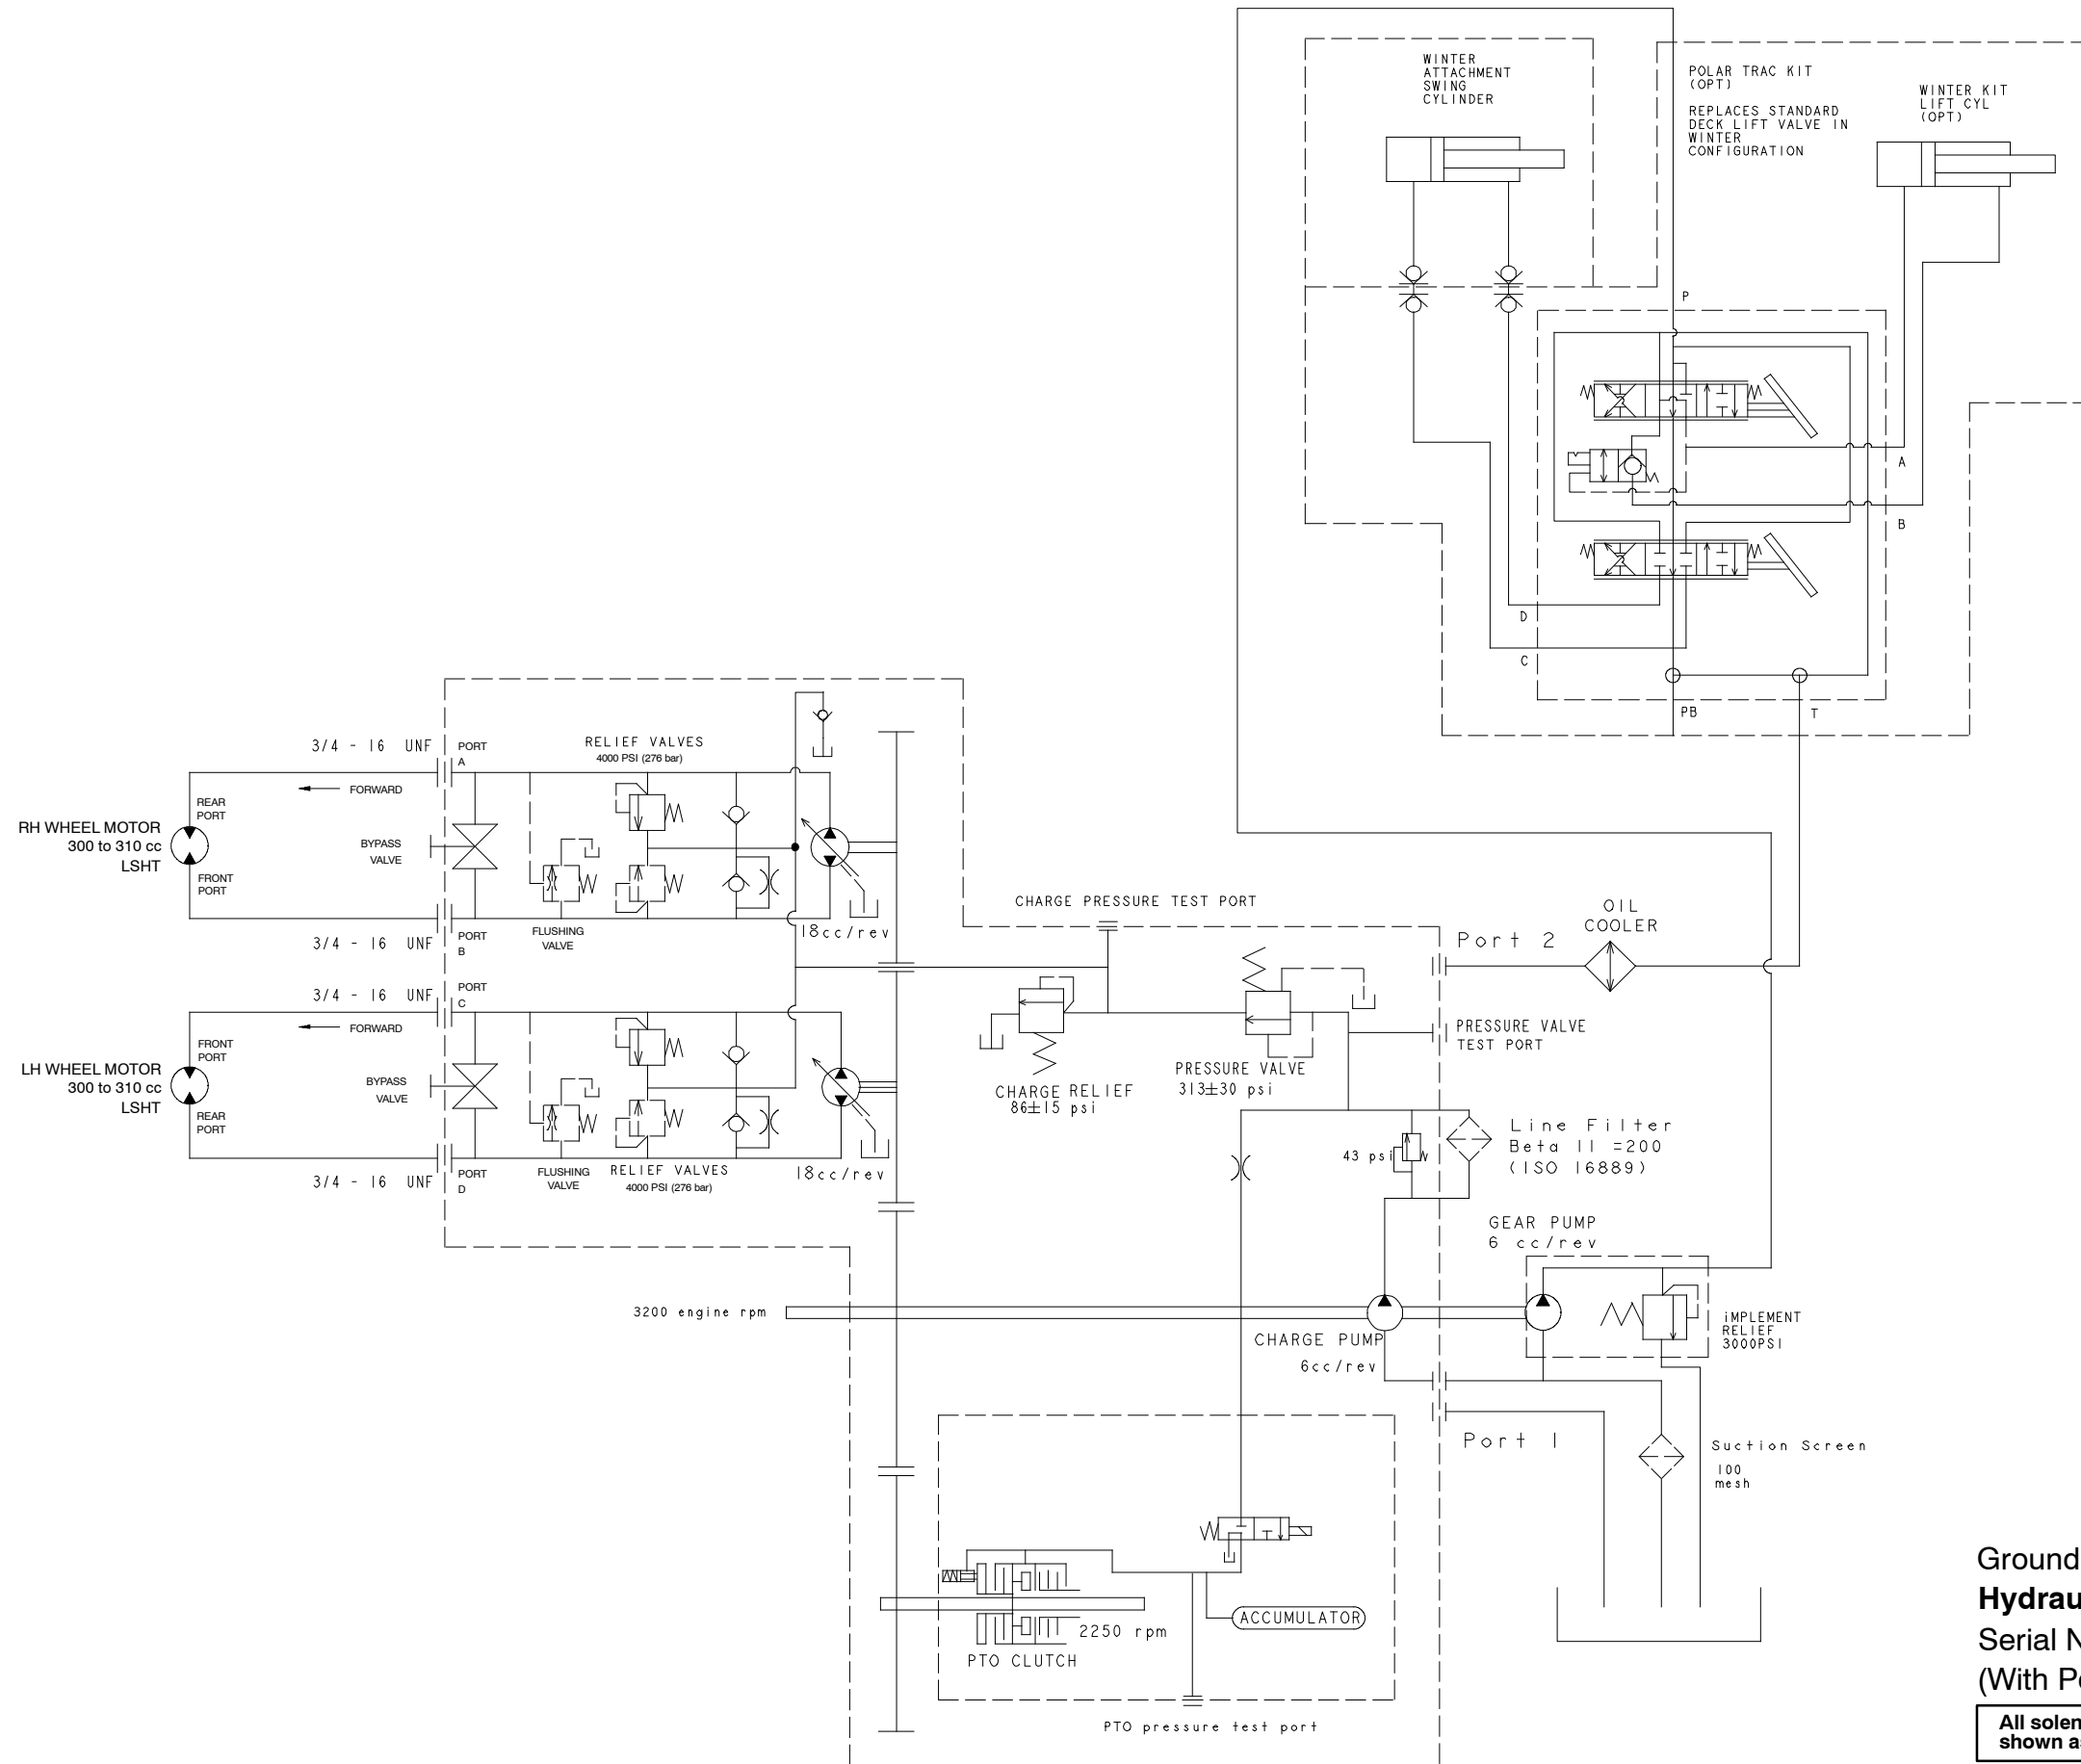 WINTER
ATTACHMENT
SWING
CYLINDER
POLAR TRAC KIT
(OPT)
REPLACES STANDARD
DECK LIFT VALVE IN
WINTER
CONFIGURATION
WINTER KIT
LIFT CYL
(OPT)
P
A
B
D
C
PB
T
3/4 - 16 UNF
PORT
A
RELIEF VALVES
4000 PSI (276 bar)
FORWARD
REAR
PORT
RH WHEEL MOTOR
300 to 310 cc
LSHT
BYPASS
VALVE
FRONT
PORT
18cc/rev
3/4 - 16 UNF
PORT
B
FLUSHING
VALVE
3/4 - 16 UNF
PORT
C
FORWARD
FRONT
PORT
LH WHEEL MOTOR
300 to 310 cc
LSHT
BYPASS
VALVE
REAR
PORT
3/4 - 16 UNF
PORT
D
FLUSHING
VALVE
RELIEF VALVES
4000 PSI (276 bar)
18cc/rev
CHARGE PRESSURE TEST PORT
OIL
COOLER
Port 2
PRESSURE VALVE
TEST PORT
CHARGE RELIEF
86±15 psi
PRESSURE VALVE
313±30 psi
43 psi
Line Filter
Beta 11 =200
(ISO 16889)
GEAR PUMP
6 cc/rev
3200 engine rpm
CHARGE PUMP
6cc/rev
iMPLEMENT
RELIEF
3000PSI
Port 1
Suction Screen
100
mesh
ACCUMULATOR
2250 rpm
PTO CLUTCH
PTO pressure test port
Ground
Hydrau
Serial N
(With Po
All solen
shown as